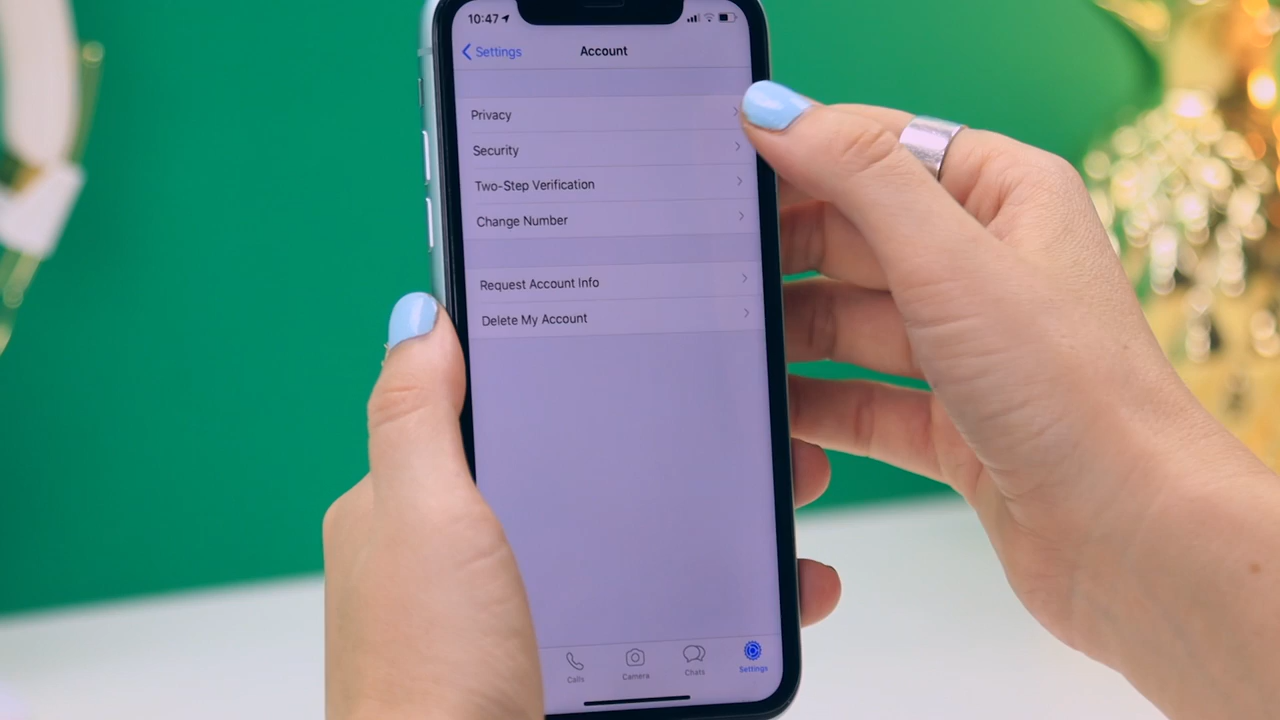 10:47
Settings
Account
Privacy
Security
Two-Step Verification
Change Number
Request Account Info
Delete My Account
Calls
Camera
Chats
Settings